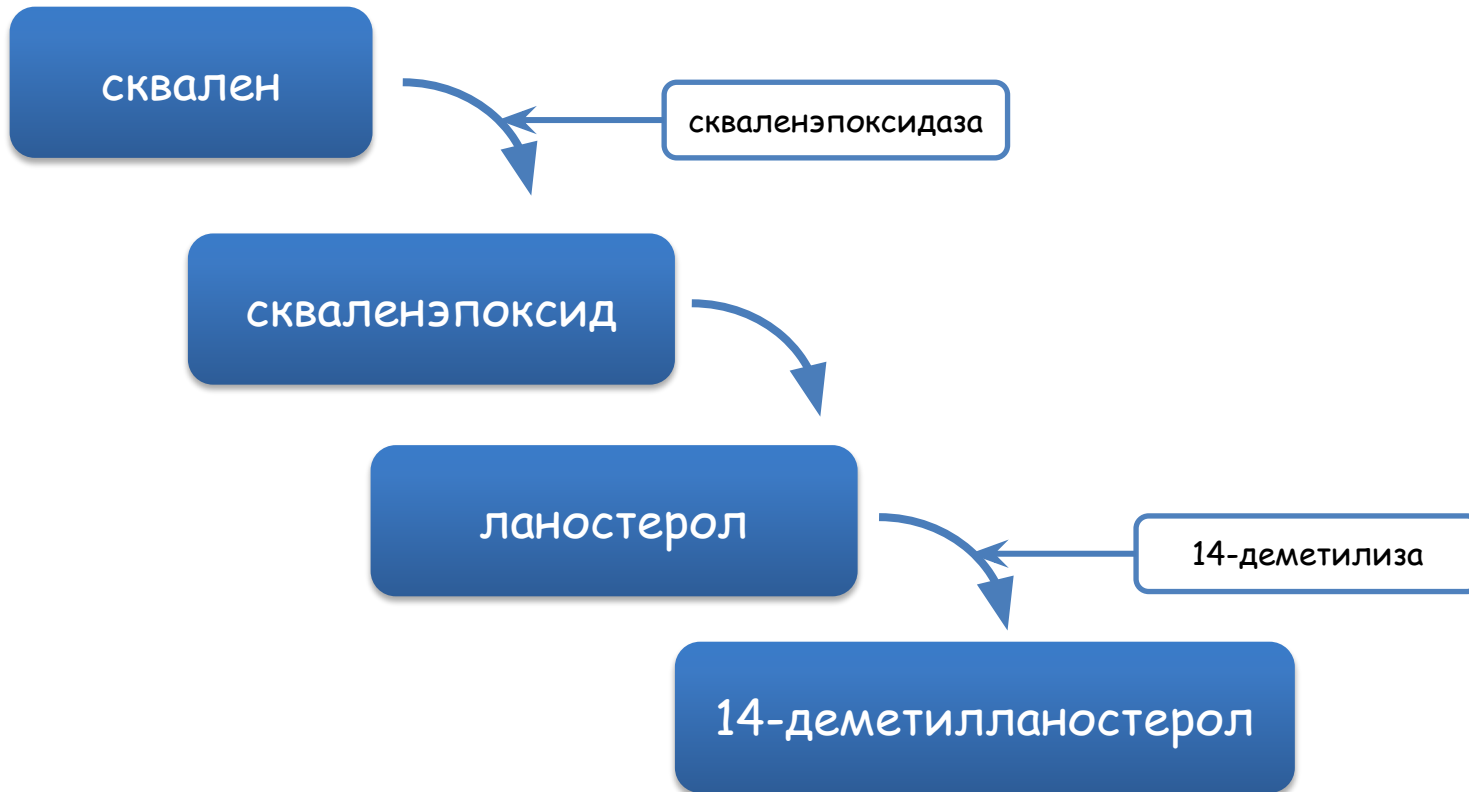 сквален
скваленэпоксидаза
скваленэпоксид
ланостерол
14-деметилиза
14-деметилланостерол